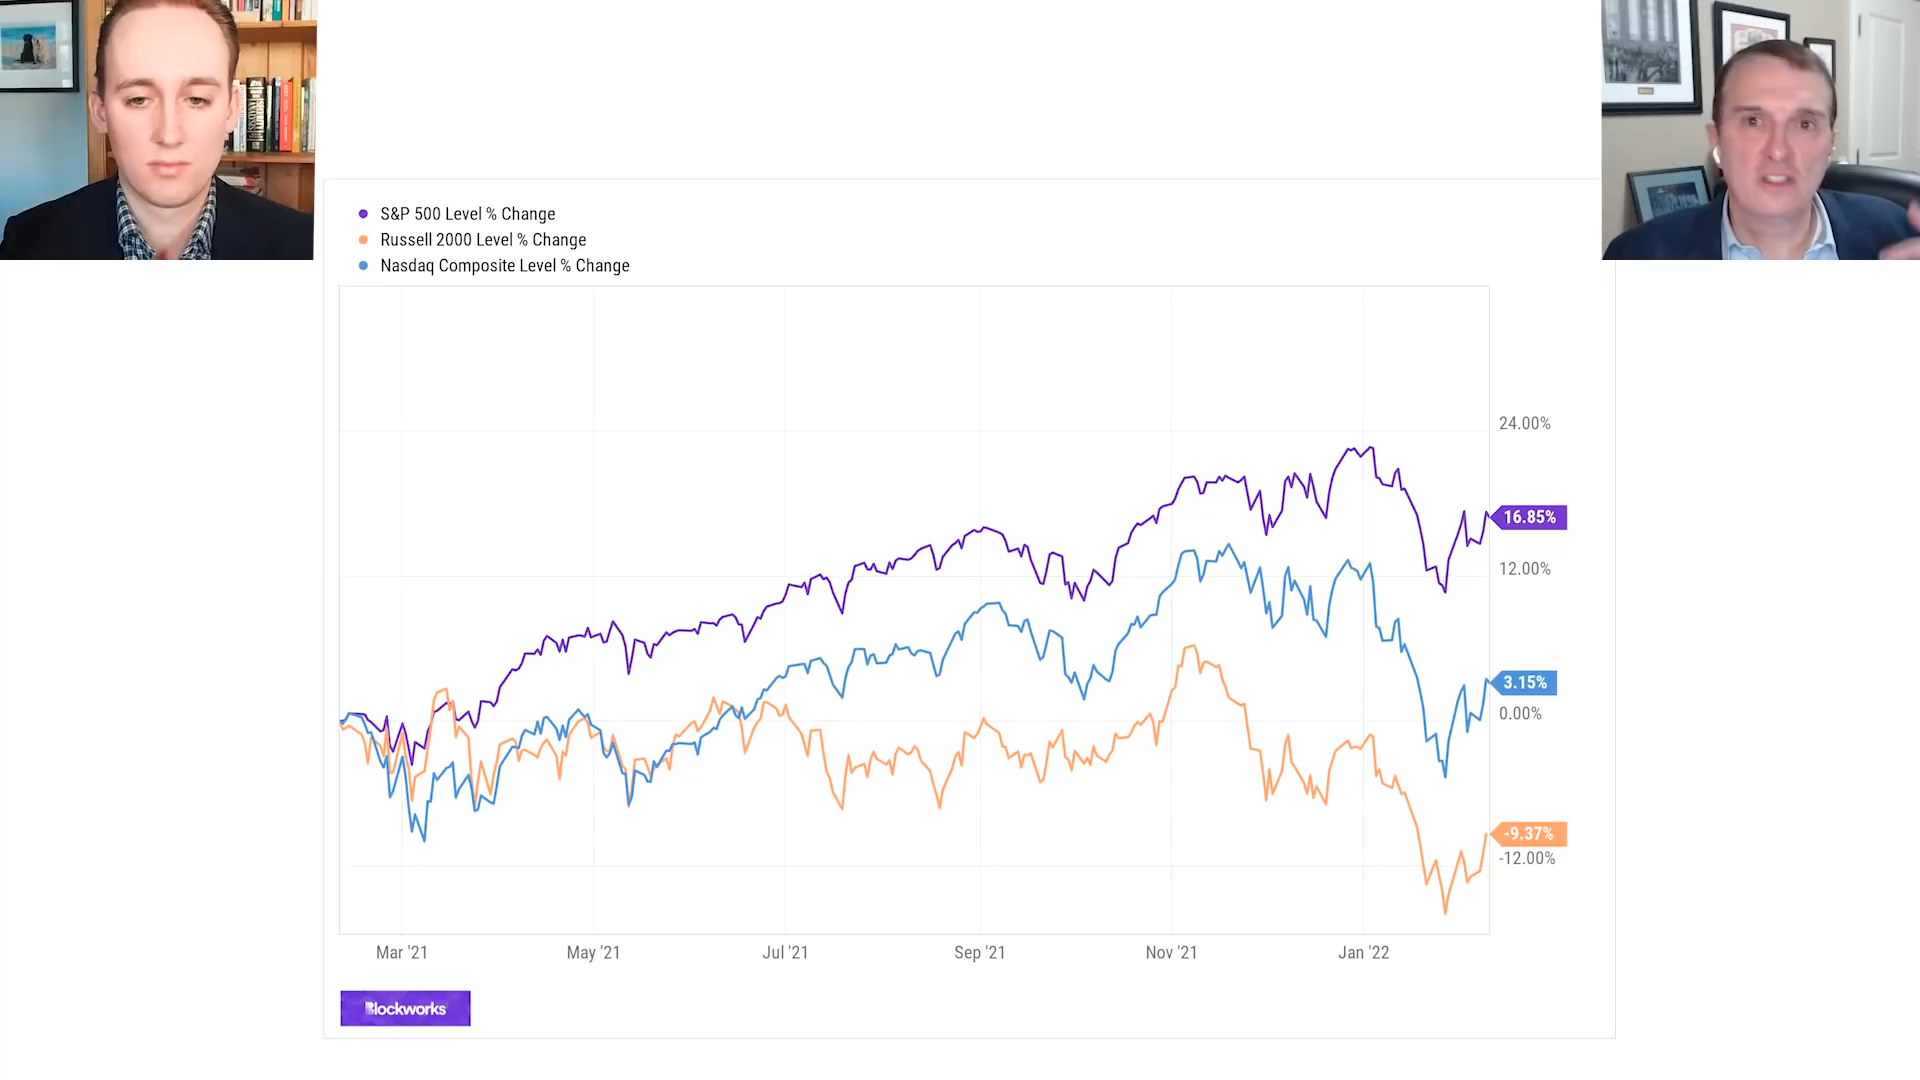 S&P 500 Level % Change
Russell 2000 Level % Change
Nasdaq Composite Level % Change
24.00%
16.85%
12.00%
3.15%
0.00%
-9.37%
-12.00%
Mar '21 May '21 Jul '21 Sep '21 Nov '21 Jan '22
Blockworks